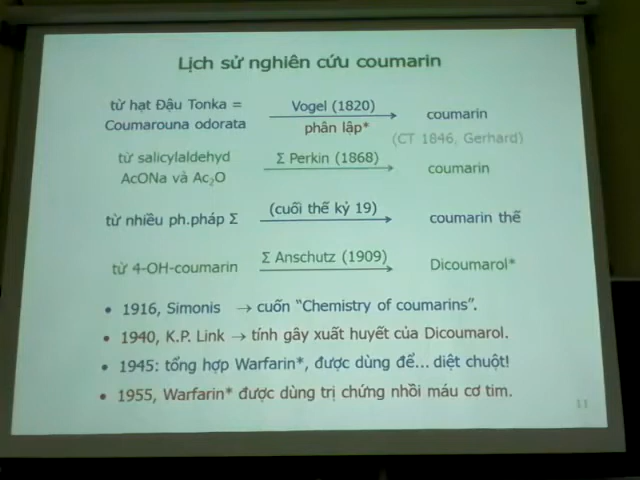 Lịch sử nghiên cứu coumarin
từ hạt Đậu Tonka =
Coumarouna odorata
Vogel (1820)
phân lập*
coumarin
(CT 1846, Gerhard)
từ salicylaldehyd
AcONa và Ac₂O
Σ Perkin (1868)
coumarin
từ nhiều ph.pháp Σ
(cuối thế kỷ 19)
coumarin thế
từ 4-OH-coumarin
Σ Anschutz (1909)
Dicoumarol*
• 1916, Simonis → cuốn “Chemistry of coumarins”.
• 1940, K.P. Link → tính gây xuất huyết của Dicoumarol.
• 1945: tổng hợp Warfarin*, được dùng để... diệt chuột!
• 1955, Warfarin* được dùng trị chứng nhồi máu cơ tim.
11